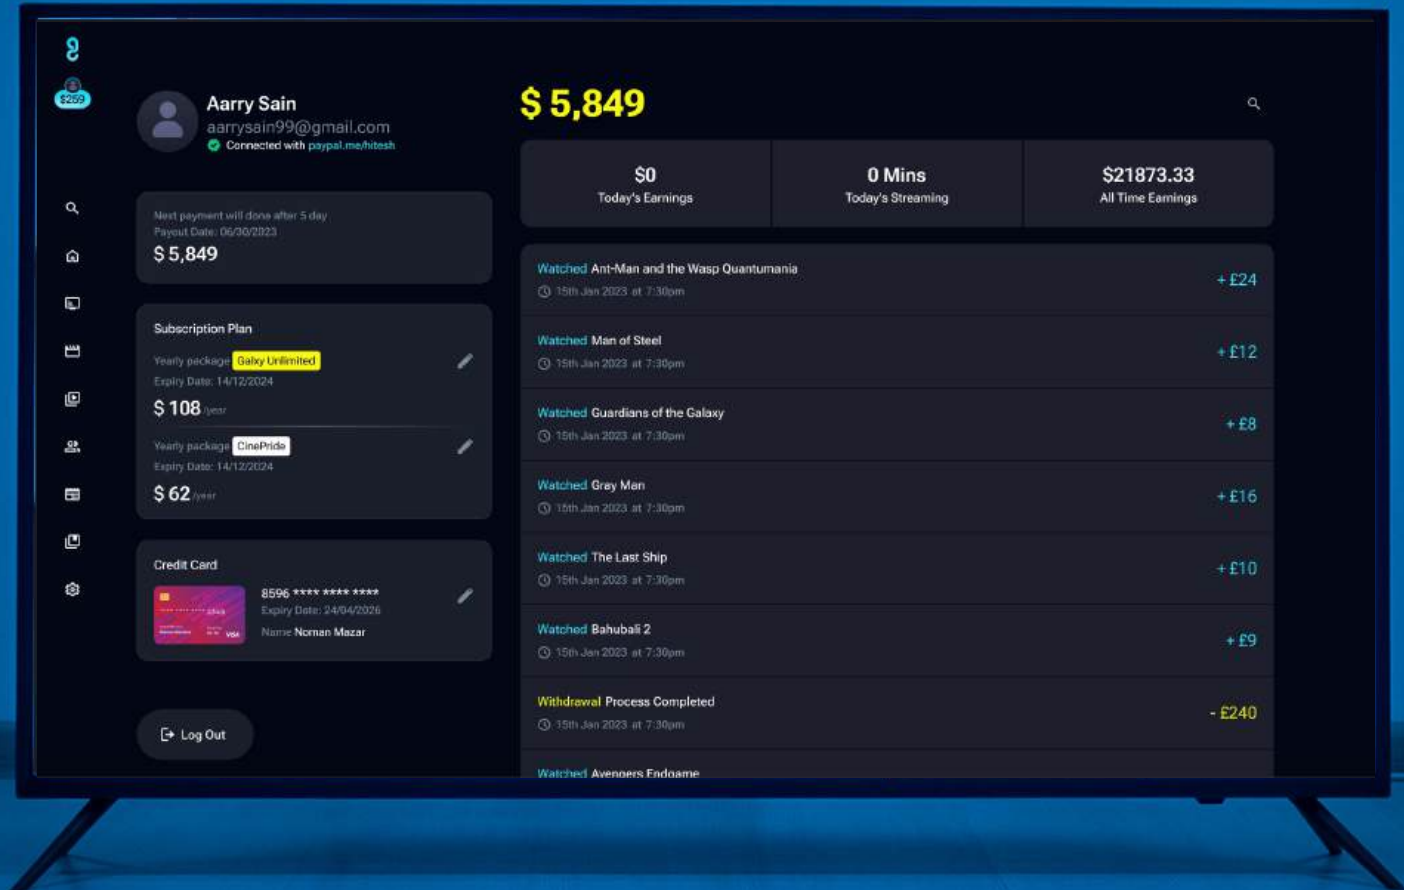 $259
Aarry Sain
aarrysain99@gmail.com
Connected with paypal.me/hitesh
Next payment will done after 5 day
Payout Date: 06/30/2023
$ 5,849
Subscription Plan
Yearly package Galxy Unlimited
Expiry Date: 14/12/2024
$ 108 /year
Yearly package CinePride
Expiry Date: 14/12/2024
$ 62 /year
Credit Card
8596 **** **** ****
Expiry Date: 24/04/2026
Name Noman Mazar
VISA
Log Out
$ 5,849
$0
Today's Earnings
0 Mins
Today's Streaming
$21873.33
All Time Earnings
Watched Ant-Man and the Wasp Quantumania
15th Jan 2023 at 7:30pm
+ £24
Watched Man of Steel
15th Jan 2023 at 7:30pm
+ £12
Watched Guardians of the Galaxy
15th Jan 2023 at 7:30pm
+ £8
Watched Gray Man
15th Jan 2023 at 7:30pm
+ £16
Watched The Last Ship
15th Jan 2023 at 7:30pm
+ £10
Watched Bahubali 2
15th Jan 2023 at 7:30pm
+ £9
Withdrawal Process Completed
15th Jan 2023 at 7:30pm
- £240
Watched Avengers Endgame